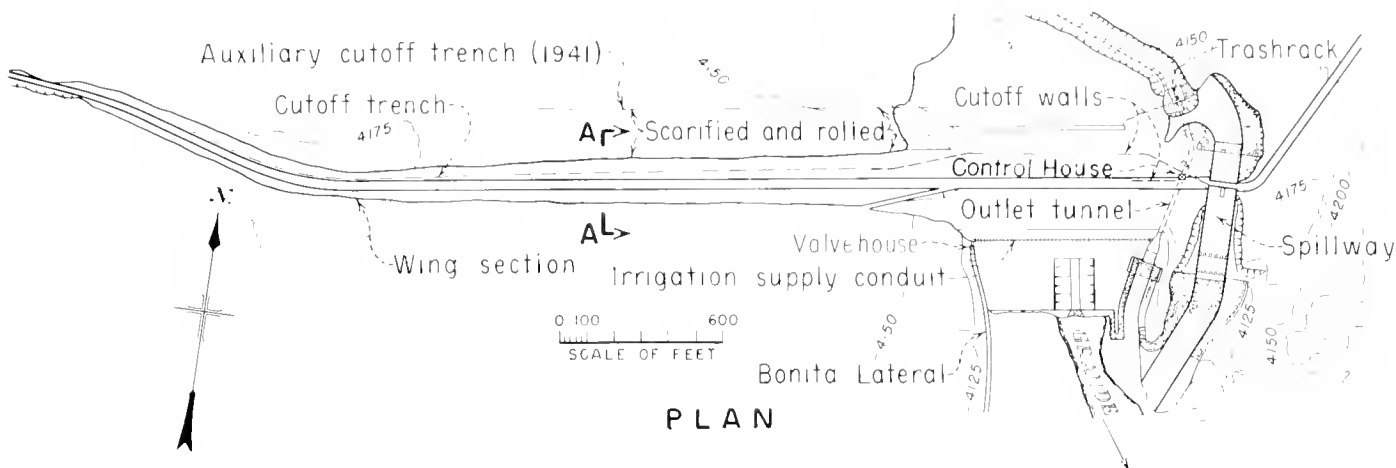 4150
Trashrack
Auxiliary cutoff trench (1941)
4150
Cutoff trench
Cutoff walls
4175
A
Scarified and rolled
Control House
4175
4200
N
Outlet tunnel
A
Valvehouse
Spillway
Wing section
Irrigation supply conduit
0 100 600
SCALE OF FEET
4150
4125
4150
Bonita Lateral
4125
GRANDE
PLAN